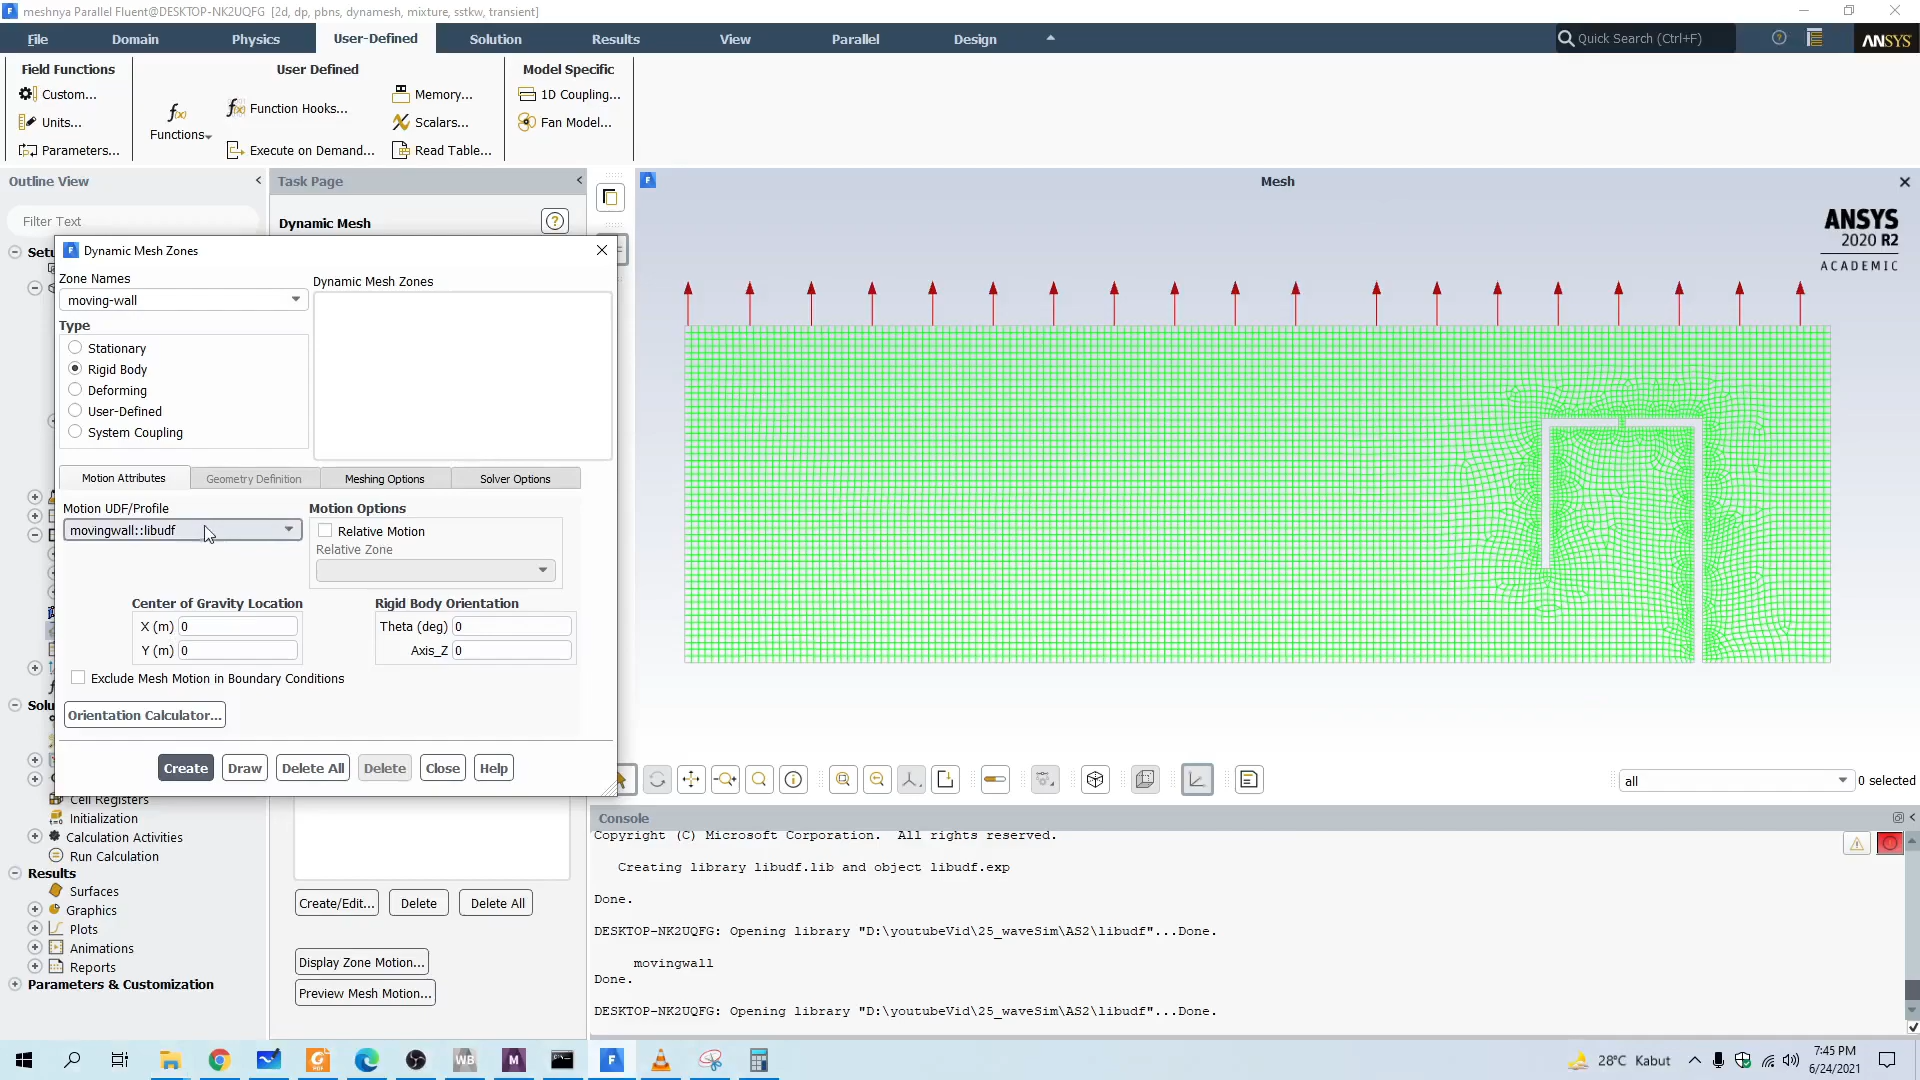 meshnya Parallel Fluent@DESKTOP-NK2UQFG [2d, dp, pbns, dynamesh, mixture, sstkw, transient]
File
Domain
Physics
User-Defined
Solution
Results
View
Parallel
Design
Quick Search (Ctrl+F)
ANSYS
Field Functions
User Defined
Model Specific
Custom...
Units...
Parameters...
Functions
Function Hooks...
Execute on Demand...
Memory...
Scalars...
Read Table...
1D Coupling...
Fan Model...
Outline View
Task Page
Mesh
Filter Text
Dynamic Mesh
ANSYS
2020 R2
ACADEMIC
Setu
Dynamic Mesh Zones
Zone Names
moving-wall
Dynamic Mesh Zones
Type
Stationary
Rigid Body
Deforming
User-Defined
System Coupling
Motion Attributes
Geometry Definition
Meshing Options
Solver Options
Motion UDF/Profile
movingwall::libudf
Motion Options
Relative Motion
Relative Zone
Center of Gravity Location
X (m) 0
Y (m) 0
Rigid Body Orientation
Theta (deg) 0
Axis_Z 0
Exclude Mesh Motion in Boundary Conditions
Orientation Calculator...
Create
Draw
Delete All
Delete
Close
Help
Solu
Cell Registers
Initialization
Calculation Activities
Run Calculation
Results
Surfaces
Graphics
Plots
Animations
Reports
Parameters & Customization
Create/Edit...
Delete
Delete All
Display Zone Motion...
Preview Mesh Motion...
all
0 selected
Console
Copyright (C) Microsoft Corporation. All rights reserved.
Creating library libudf.lib and object libudf.exp
Done.
DESKTOP-NK2UQFG: Opening library "D:\youtubeVid\25_waveSim\AS2\libudf"...Done.
movingwall
Done.
DESKTOP-NK2UQFG: Opening library "D:\youtubeVid\25_waveSim\AS2\libudf"...Done.
28°C Kabut
7:45 PM
6/24/2021